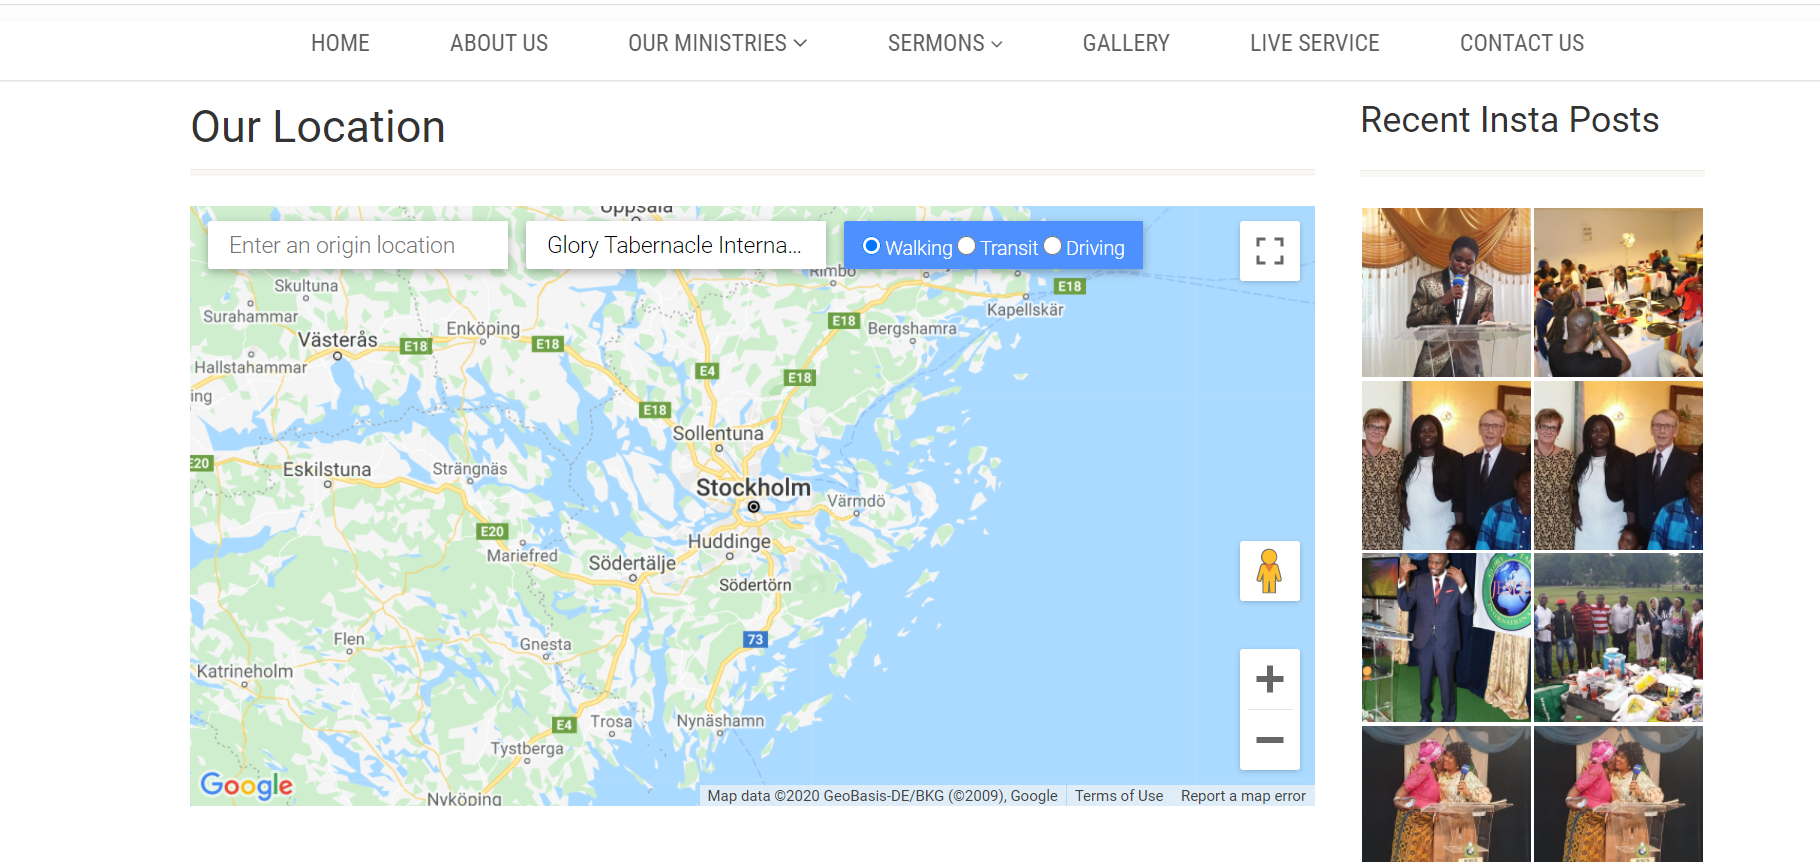 HOME ABOUT US OUR MINISTRIES SERMONS GALLERY LIVE SERVICE CONTACT US
Our Location
Recent Insta Posts
Uppsala
Enter an origin location
Glory Tabernacle Interna...
Walking Transit Driving
Rimbo
Skultuna
E18
Surahammar
Kapellskär
Enköping
E18
Bergshamra
Västerås
E18
E18
Hallstahammar
E4
E18
ing
E18
Sollentuna
E20
Eskilstuna
Strängnäs
Stockholm
Värmdö
E20
Huddinge
Mariefred
Södertälje
Södertörn
73
Flen
Gnesta
Katrineholm
E4
Trosa
Nynäshamn
Tystberga
Google
Nyköping
Map data ©2020 GeoBasis-DE/BKG (©2009), Google
Terms of Use
Report a map error